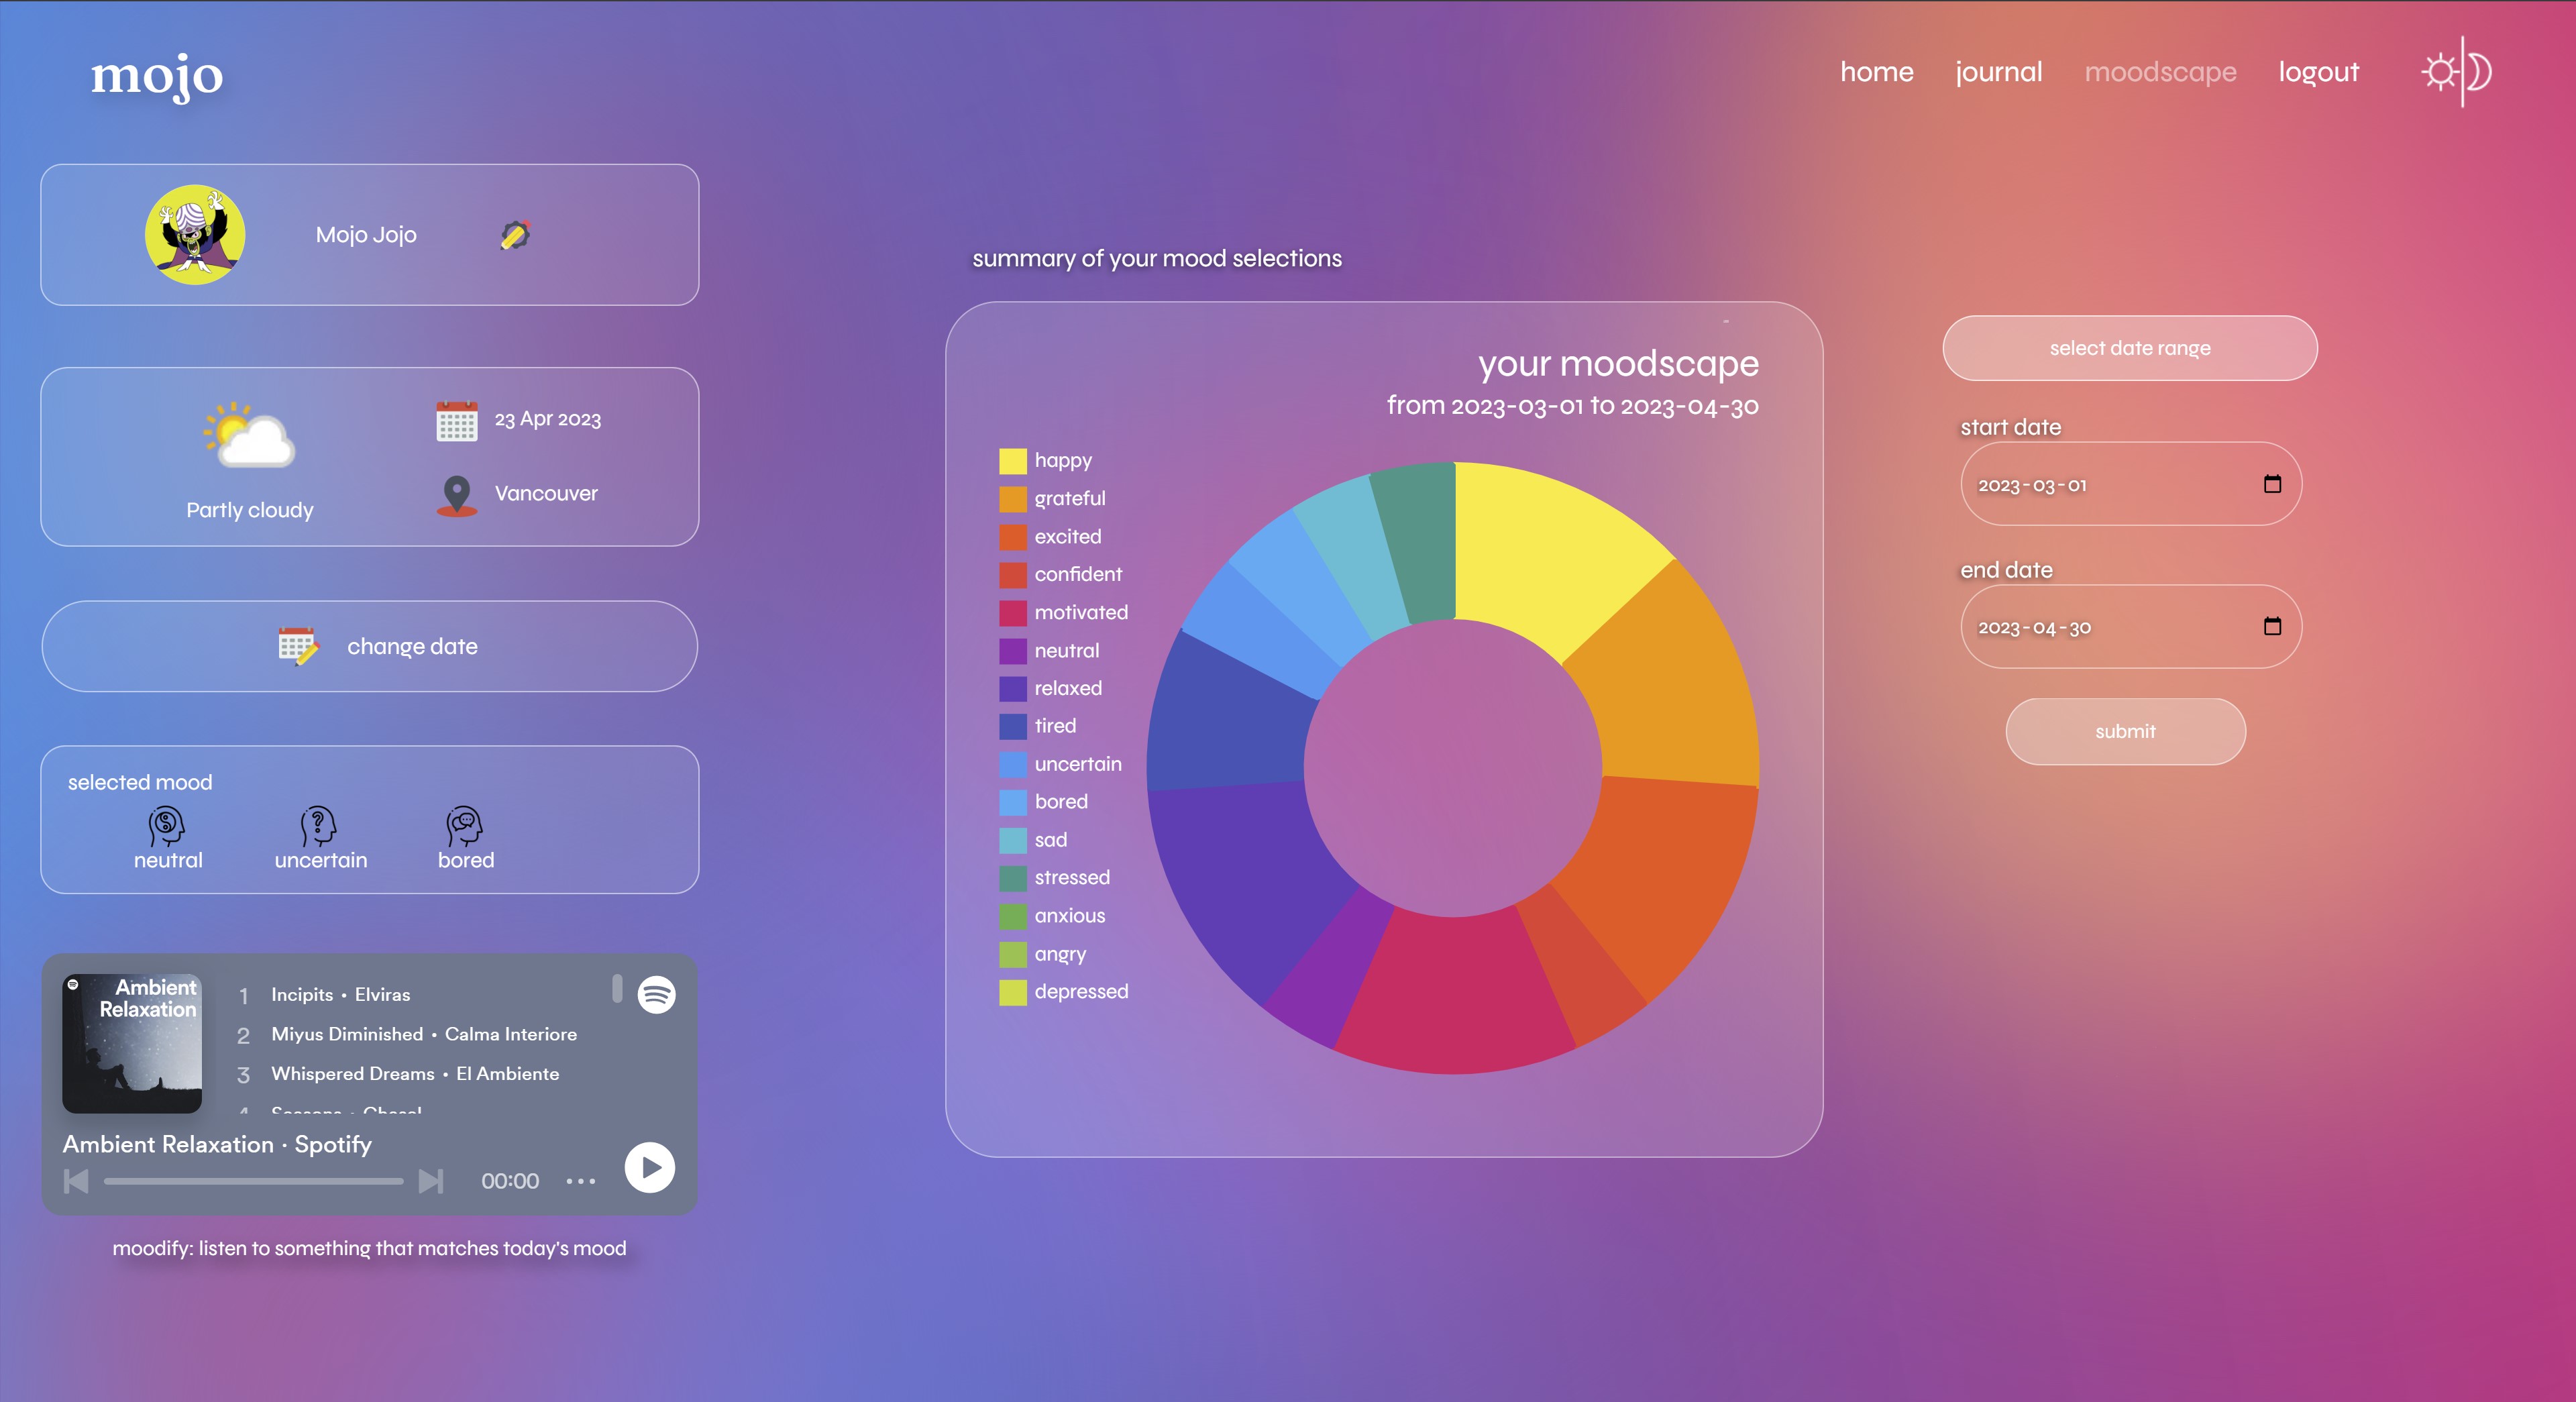 mojo
home journal moodscape logout
Mojo Jojo
Partly cloudy
23 Apr 2023
Vancouver
change date
selected mood
neutral uncertain bored
Ambient
Relaxation
1 Incipits • Elviras
2 Miyus Diminished • Calma Interiore
3 Whispered Dreams • El Ambiente
Ambient Relaxation · Spotify
00:00
moodify: listen to something that matches today's mood
summary of your mood selections
your moodscape
from 2023-03-01 to 2023-04-30
happy
grateful
excited
confident
motivated
neutral
relaxed
tired
uncertain
bored
sad
stressed
anxious
angry
depressed
select date range
start date
2023-03-01
end date
2023-04-30
submit